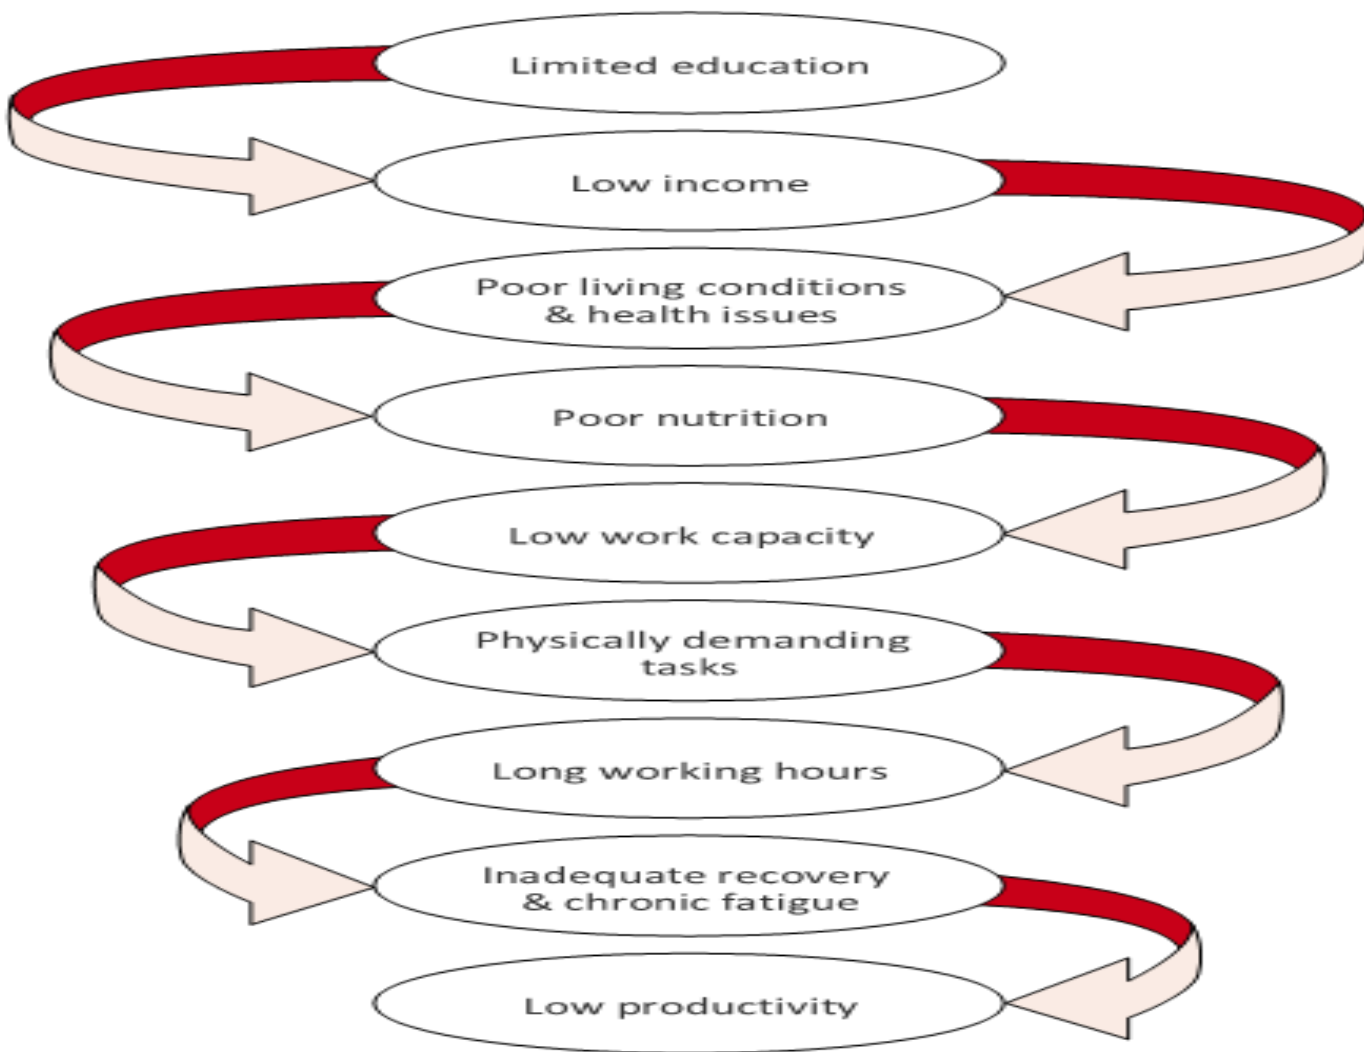 Limited education
Low income
Poor living conditions
& health issues
Poor nutrition
Low work capacity
Physically demanding
tasks
Long working hours
Inadequate recovery
& chronic fatigue
Low productivity